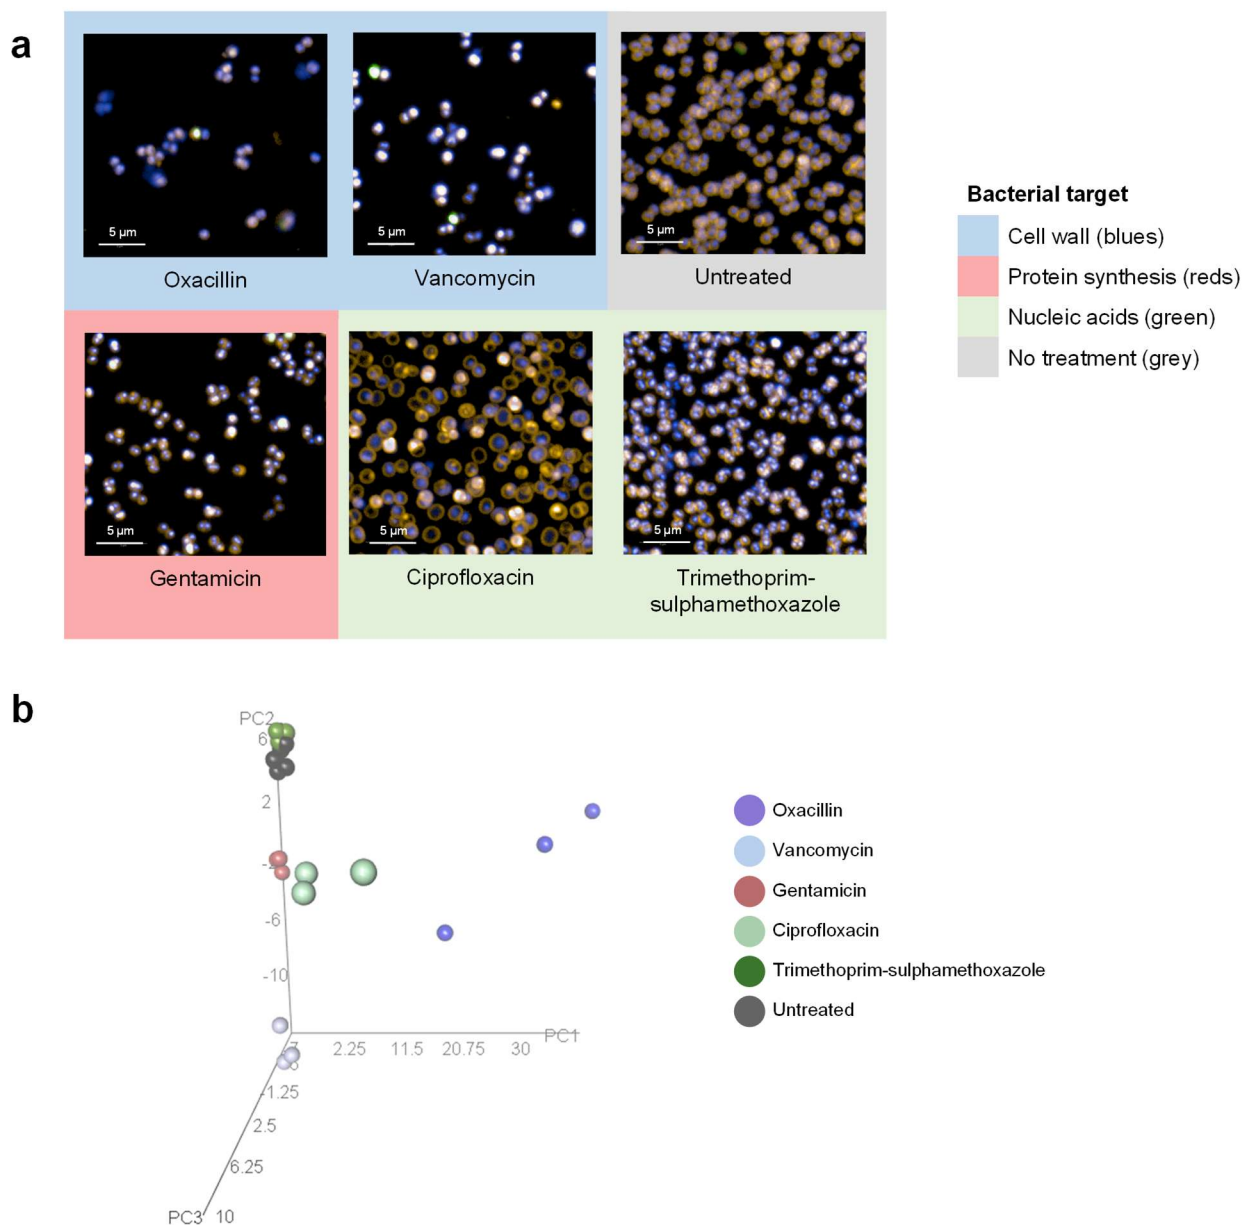 a
Bacterial target
Cell wall (blues)
Protein synthesis (reds)
Nucleic acids (green)
No treatment (grey)
5 µm
5 µm
5 µm
Oxacillin
Vancomycin
Untreated
5 µm
5 µm
5 µm
Gentamicin
Ciprofloxacin
Trimethoprim-
sulphamethoxazole
b
PC2
6
2
-2
-6
-10
PC1
2.25
11.5
20.75
30
-1.25
2.5
6.25
PC3
10
Oxacillin
Vancomycin
Gentamicin
Ciprofloxacin
Trimethoprim-sulphamethoxazole
Untreated